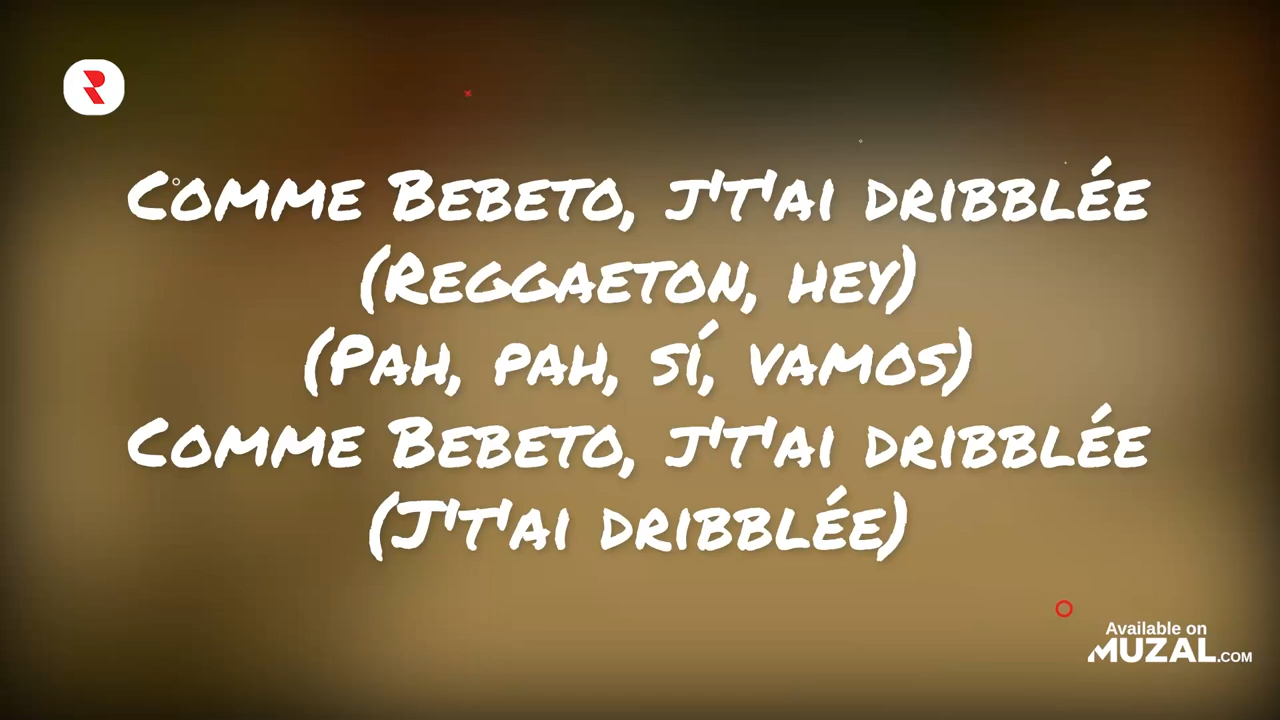 Comme Bebeto, j't'ai dribblée
(Reggaeton, hey)
(Pah, pah, sí, vamos)
Comme Bebeto, j't'ai dribblée
(J't'ai dribblée)
Available on
MUZAL.COM